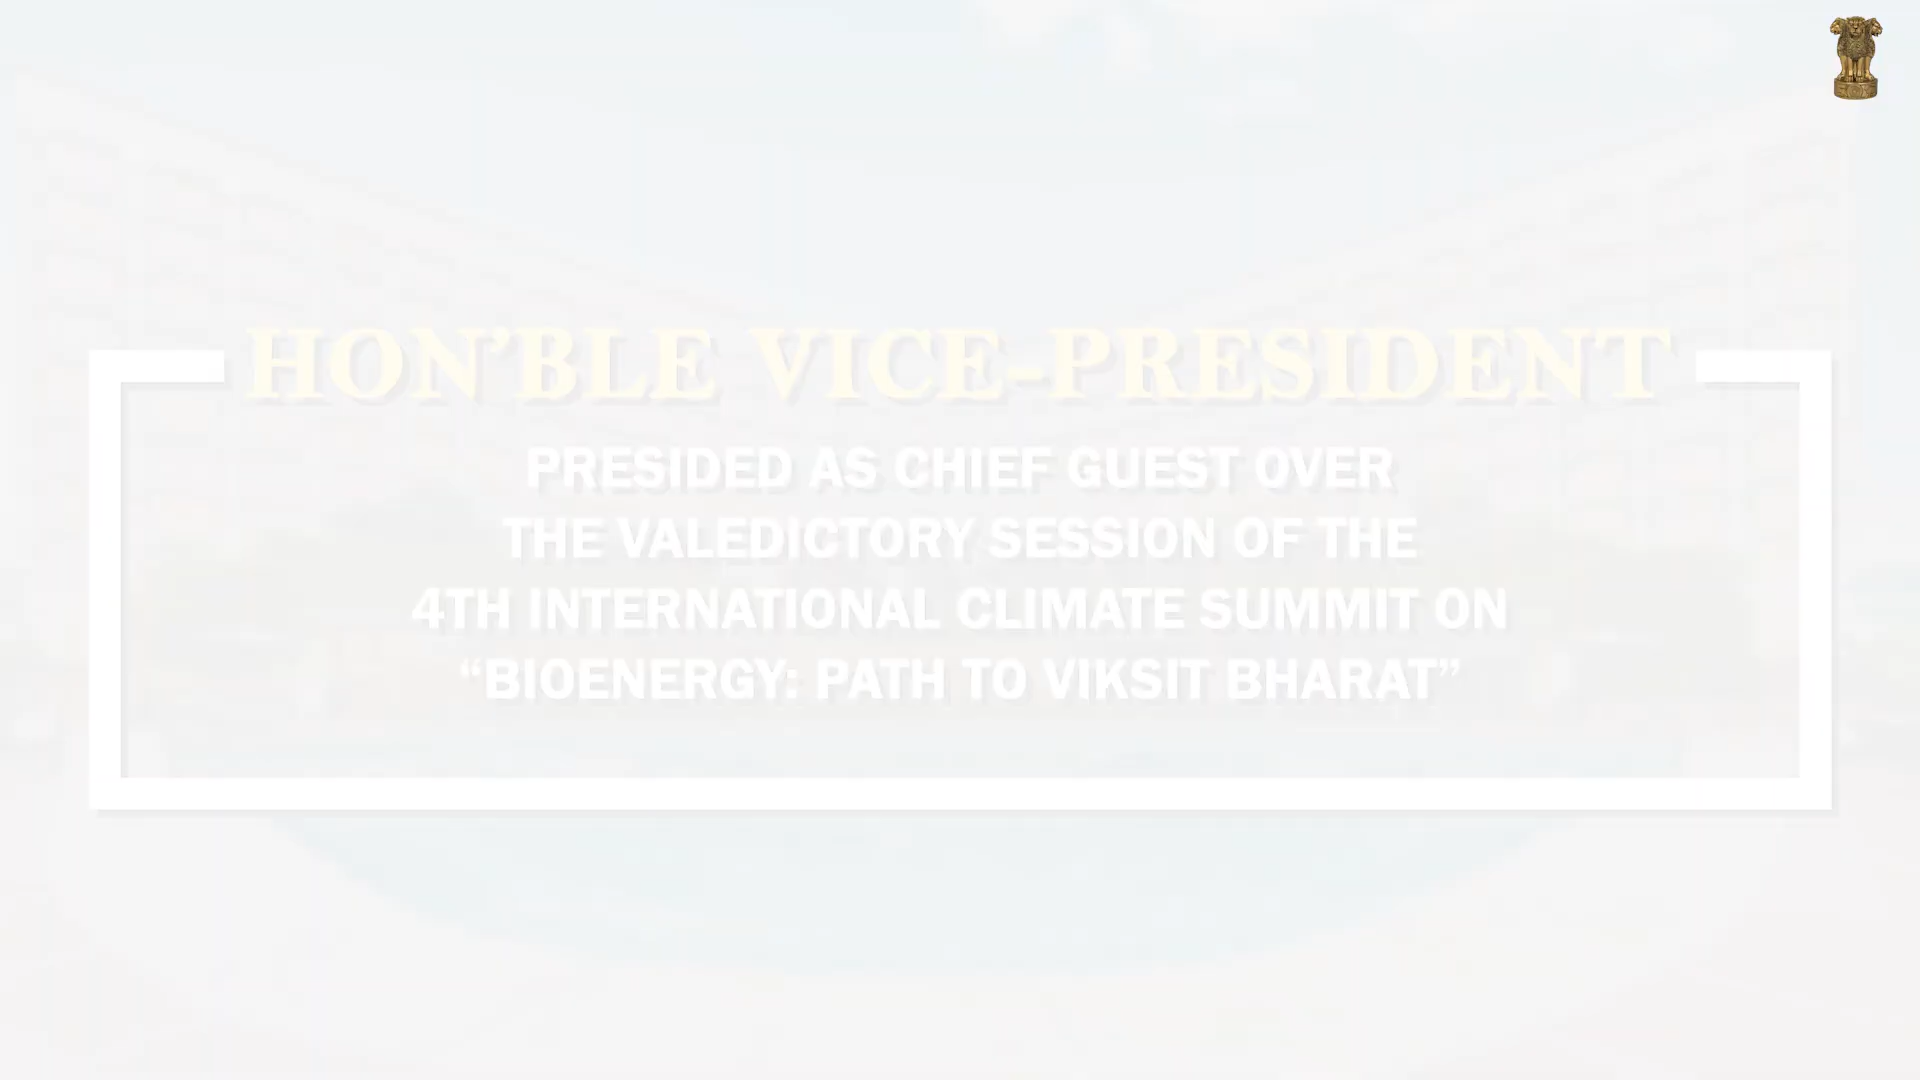 HON’BLE VICE-PRESIDENT
PRESIDED AS CHIEF GUEST OVER
THE VALEDICTORY SESSION OF THE
4TH INTERNATIONAL CLIMATE SUMMIT ON
“BIOENERGY: PATH TO VIKSIT BHARAT”